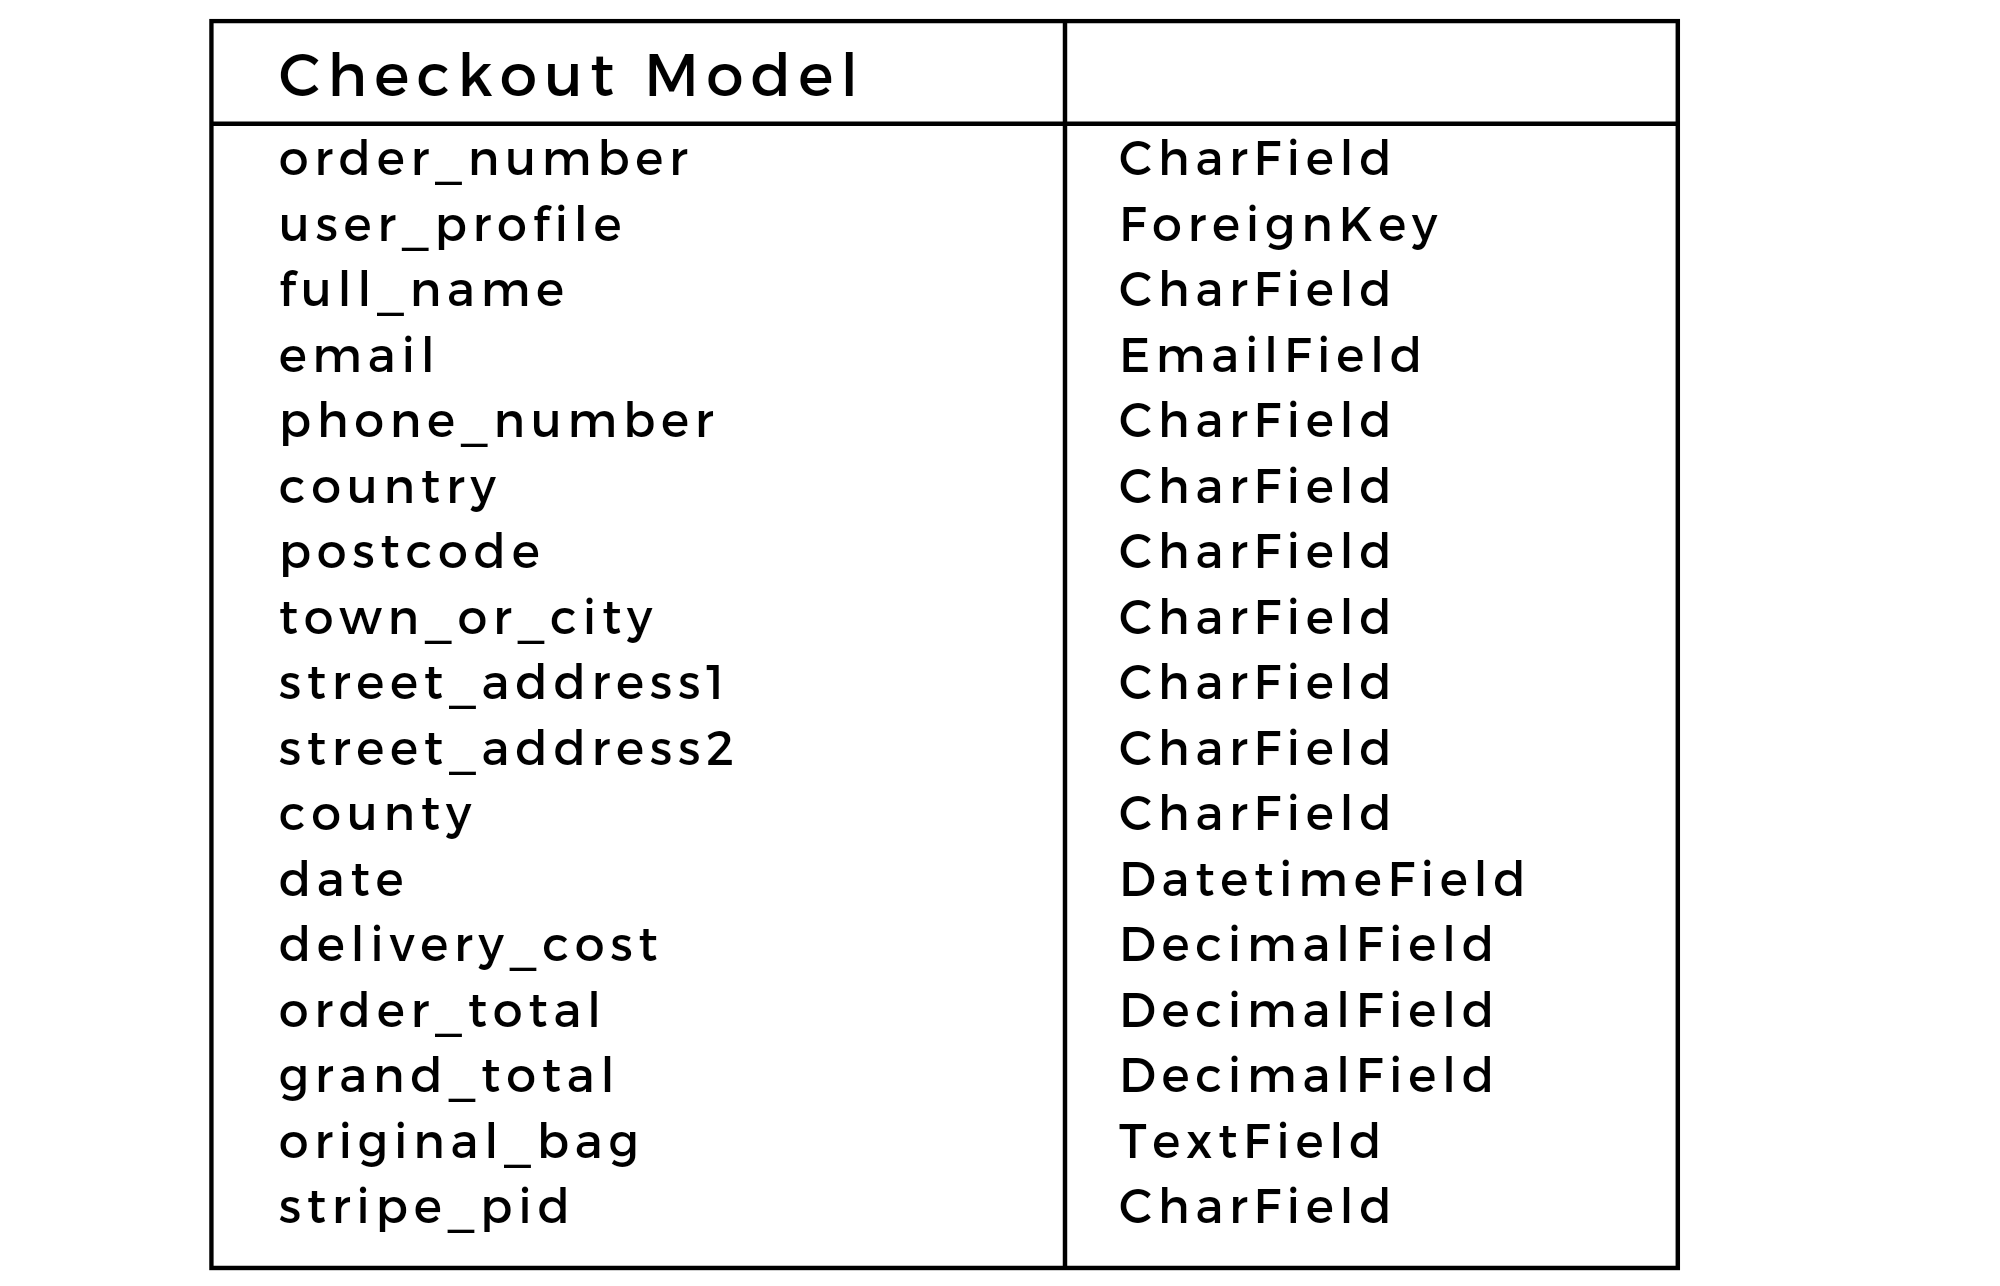 Checkout Model
order_number CharField
user_profile ForeignKey
full_name CharField
email EmailField
phone_number CharField
country CharField
postcode CharField
town_or_city CharField
street_address1 CharField
street_address2 CharField
county CharField
date DatetimeField
delivery_cost DecimalField
order_total DecimalField
grand_total DecimalField
original_bag TextField
stripe_pid CharField